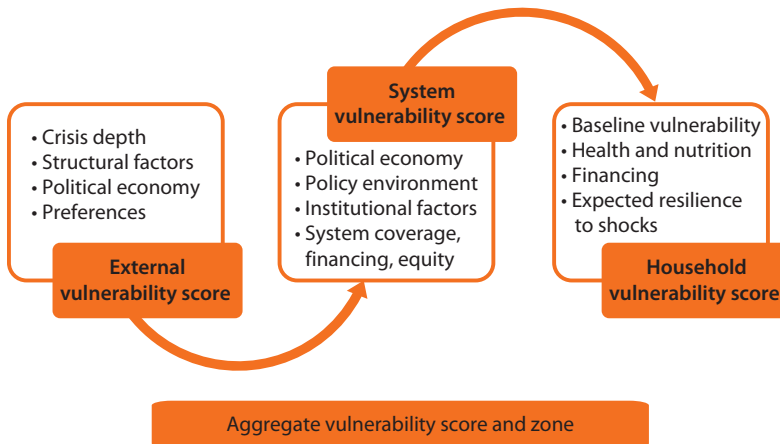 • Crisis depth
• Structural factors
• Political economy
• Preferences
External
vulnerability score
System
vulnerability score
• Political economy
• Policy environment
• Institutional factors
• System coverage,
financing, equity
• Baseline vulnerability
• Health and nutrition
• Financing
• Expected resilience
to shocks
Household
vulnerability score
Aggregate vulnerability score and zone